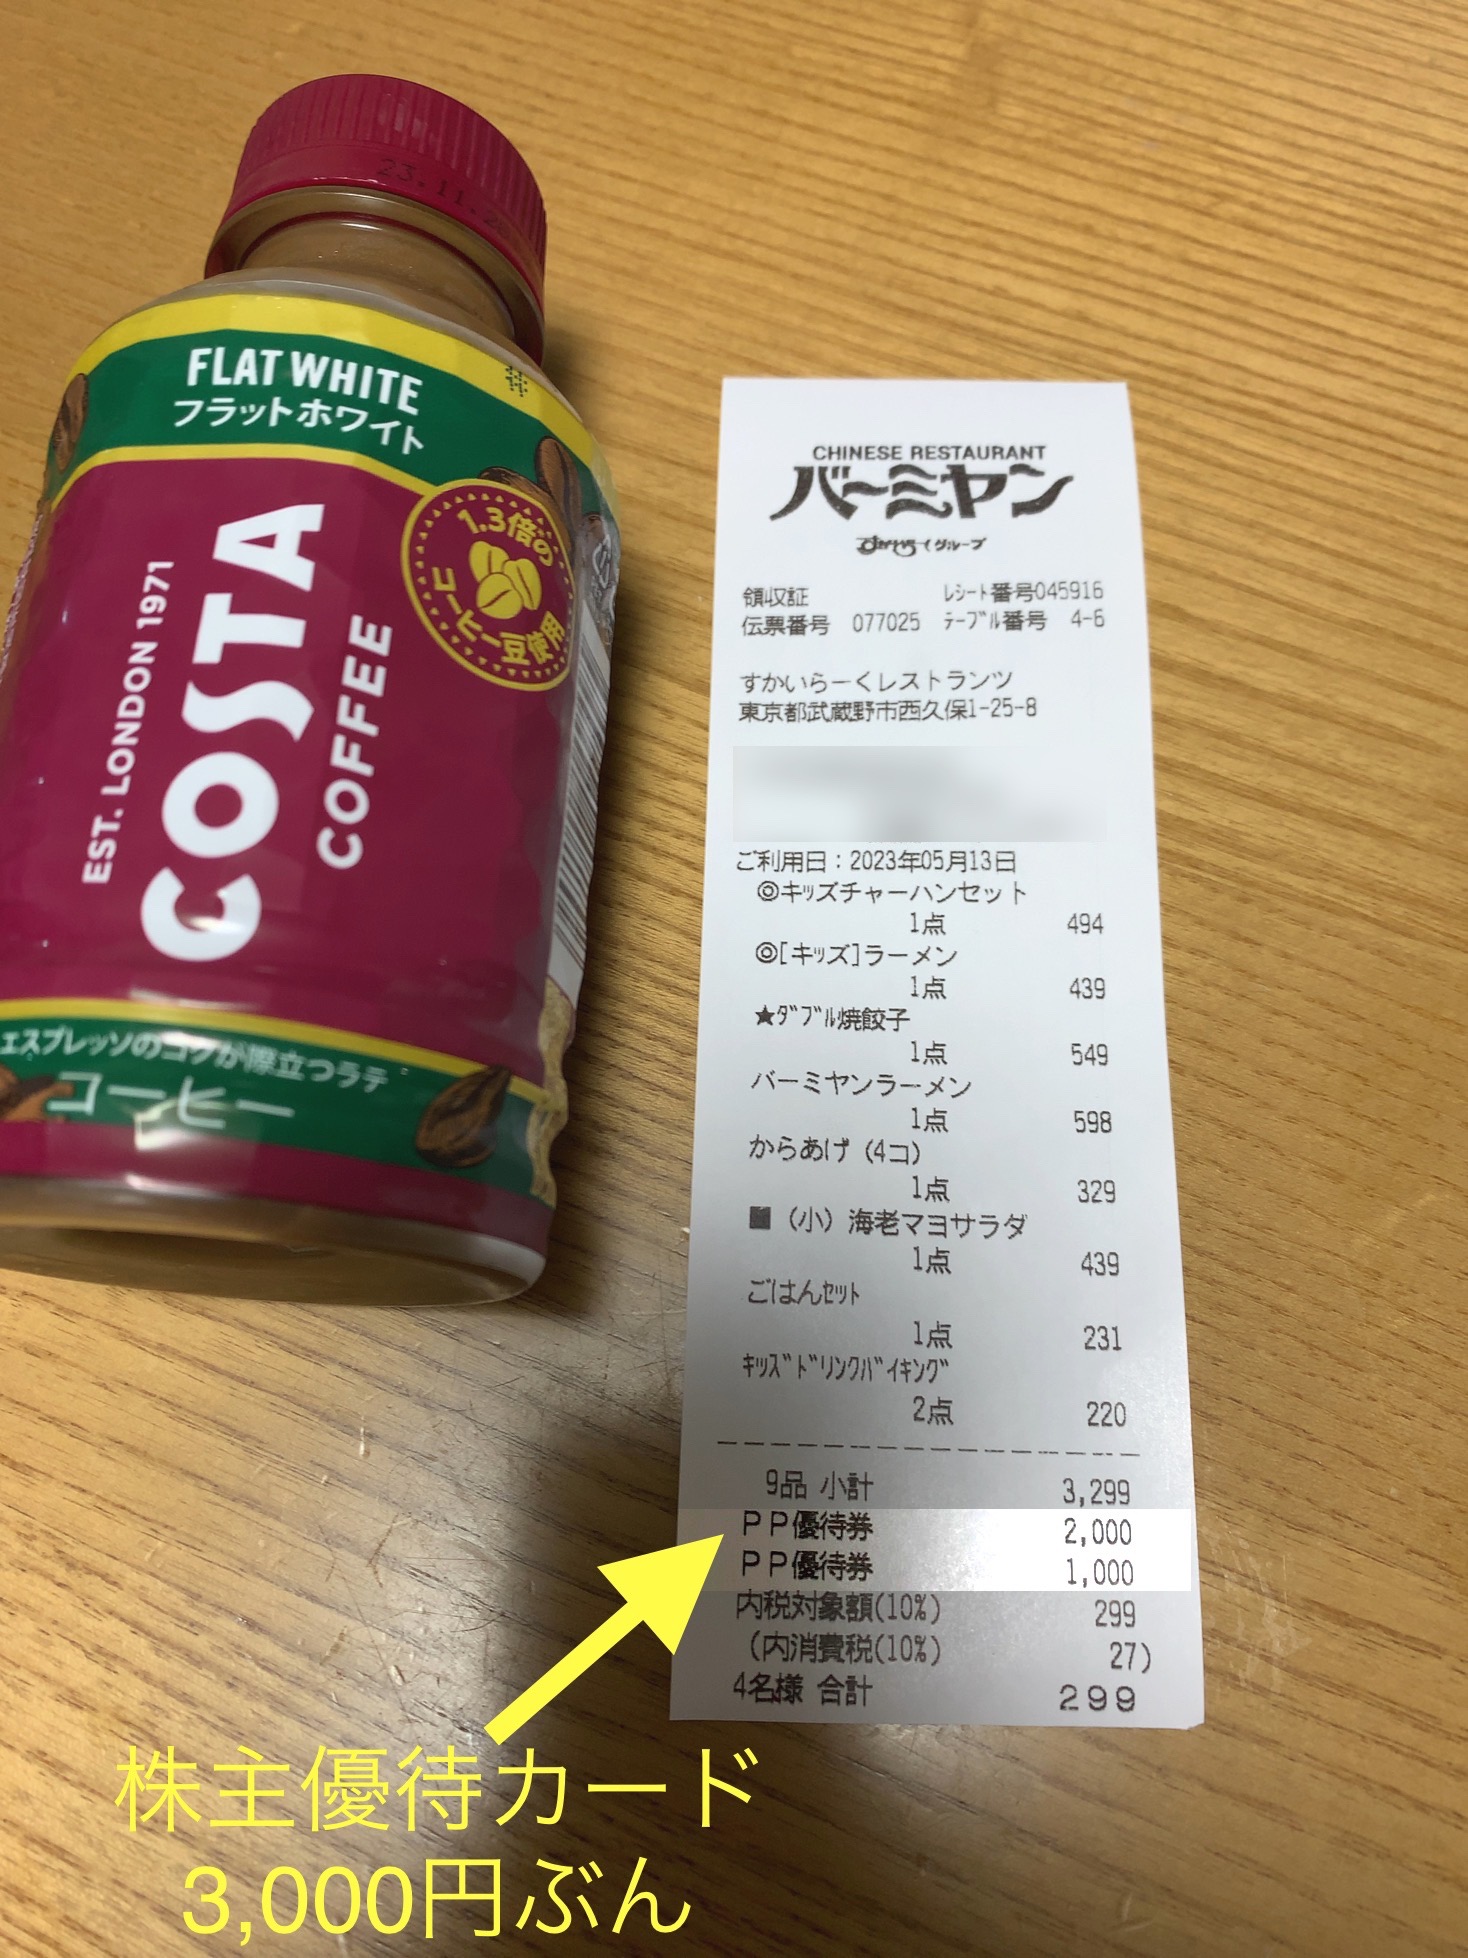 23.11.2
FLAT WHITE
フラットホワイト
1.3倍の
コーヒー豆使用
EST. LONDON 1971
COSTA
COFFEE
エスプレッソのコクが際立つラテ
コーヒー
CHINESE RESTAURANT
バーミヤン
すかいらーくグループ
領収証 レシート番号045916
伝票番号 077025 テーブル番号 4-6
すかいらーくレストランツ
東京都武蔵野市西久保1-25-8
ご利用日：2023年05月13日
◎キッズチャーハンセット
1点 494
◎[キッズ]ラーメン
1点 439
★ダブル焼餃子
1点 549
バーミヤンラーメン
1点 598
からあげ（4コ）
1点 329
■（小）海老マヨサラダ
1点 439
ごはんセット
1点 231
キッズドリンクバイキング
2点 220
9品 小計 3,299
ＰＰ優待券 2,000
ＰＰ優待券 1,000
内税対象額(10%) 299
(内消費税(10%) 27)
4名様 合計 299
株主優待カード
3,000円ぶん